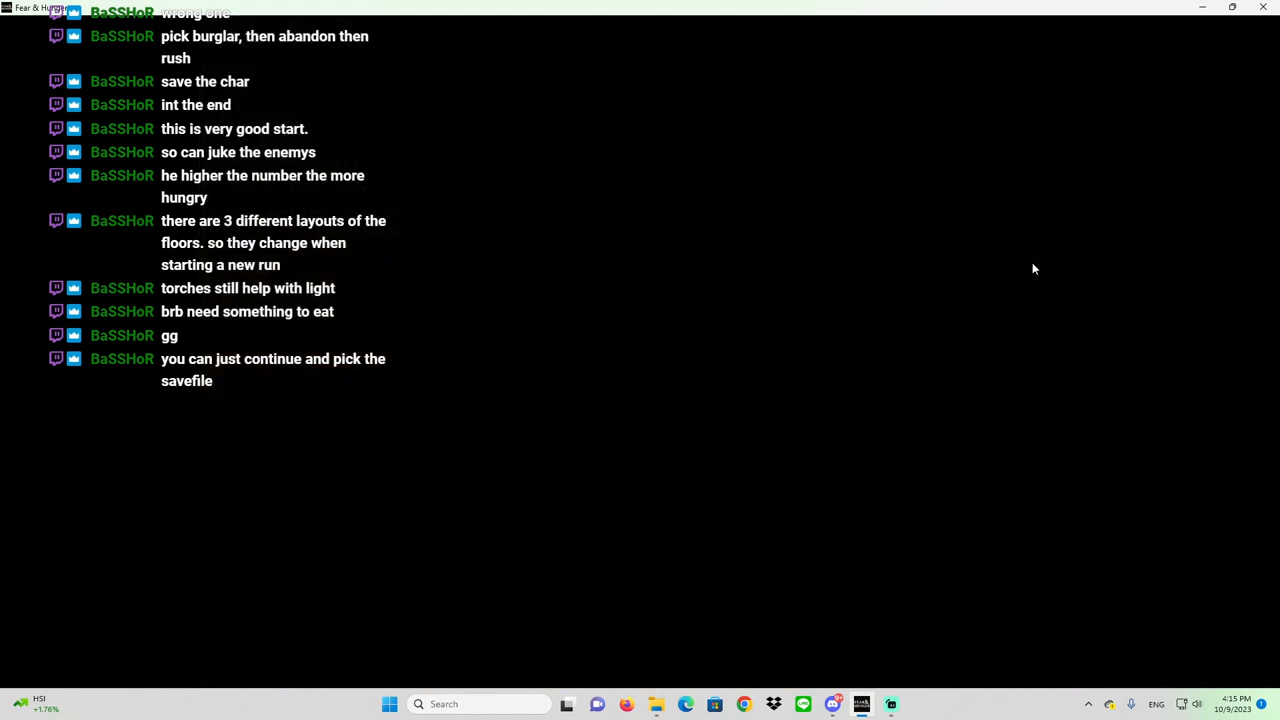 Fear & Hunger
BaSSHoR wrong one
BaSSHoR pick burglar, then abandon then
rush
BaSSHoR save the char
BaSSHoR int the end
BaSSHoR this is very good start.
BaSSHoR so can juke the enemys
BaSSHoR he higher the number the more
hungry
BaSSHoR there are 3 different layouts of the
floors. so they change when
starting a new run
BaSSHoR torches still help with light
BaSSHoR brb need something to eat
BaSSHoR gg
BaSSHoR you can just continue and pick the
savefile
HSI
+1.76%
Search
ENG
4:15 PM
10/9/2023